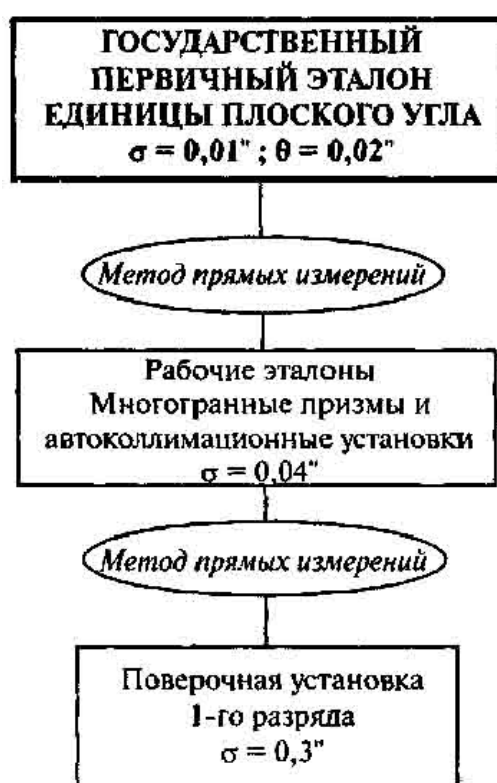 ГОСУДАРСТВЕННЫЙ
ПЕРВИЧНЫЙ ЭТАЛОН
ЕДИНИЦЫ ПЛОСКОГО УГЛА
σ = 0,01" ; θ = 0,02"
Метод прямых измерений
Рабочие эталоны
Многогранные призмы и
автоколлимационные установки
σ = 0,04"
Метод прямых измерений
Поверочная установка
1-го разряда
σ = 0,3"